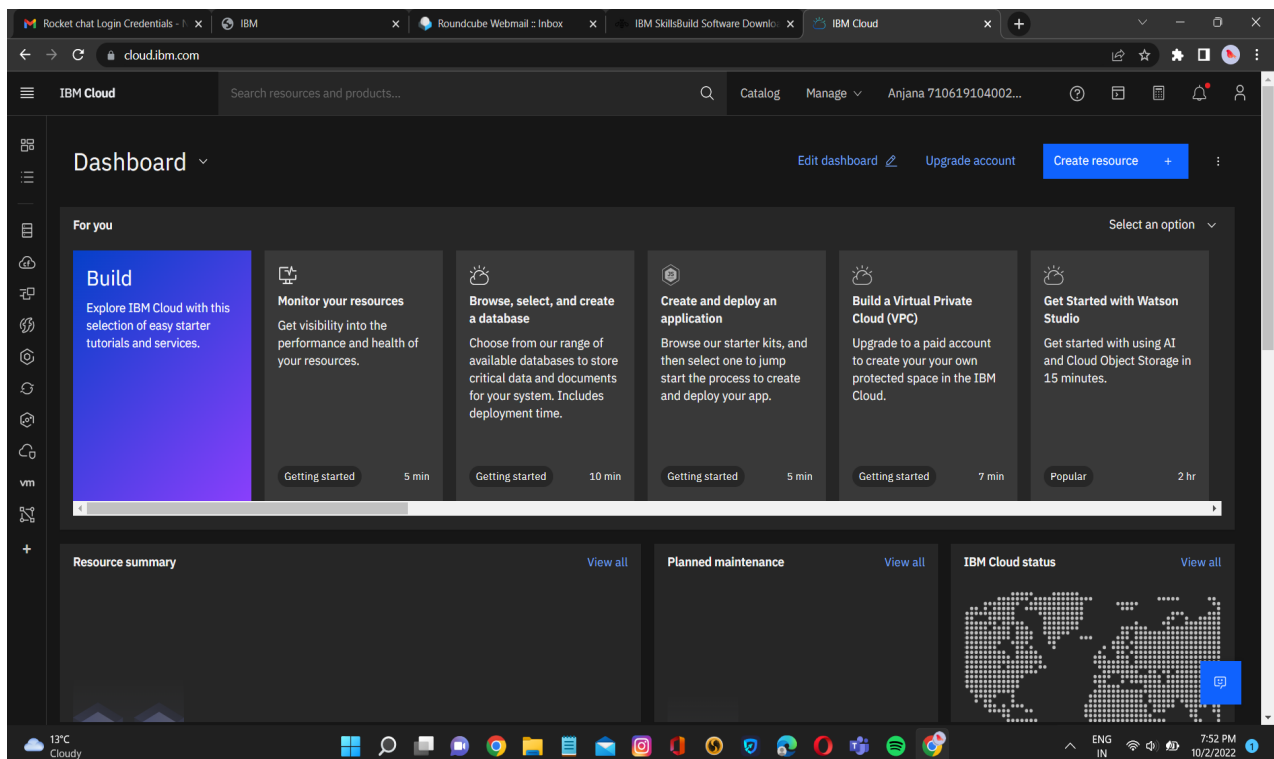 Rocket chat Login Credentials - N
IBM
Roundcube Webmail :: Inbox
IBM SkillsBuild Software Downlo
IBM Cloud
cloud.ibm.com
IBM Cloud
Search resources and products...
Catalog
Manage
Anjana 710619104002...
Dashboard
Edit dashboard
Upgrade account
Create resource +
For you
Select an option
Build
Explore IBM Cloud with this
selection of easy starter
tutorials and services.
Monitor your resources
Get visibility into the
performance and health of
your resources.
Getting started 5 min
Browse, select, and create
a database
Choose from our range of
available databases to store
critical data and documents
for your system. Includes
deployment time.
Getting started 10 min
Create and deploy an
application
Browse our starter kits, and
then select one to jump
start the process to create
and deploy your app.
Getting started 5 min
Build a Virtual Private
Cloud (VPC)
Upgrade to a paid account
to create your your own
protected space in the IBM
Cloud.
Getting started 7 min
Get Started with Watson
Studio
Get started with using AI
and Cloud Object Storage in
15 minutes.
Popular 2 hr
vm
Resource summary View all
Planned maintenance View all
IBM Cloud status View all
13°C
Cloudy
ENG
IN
7:52 PM
10/2/2022
1